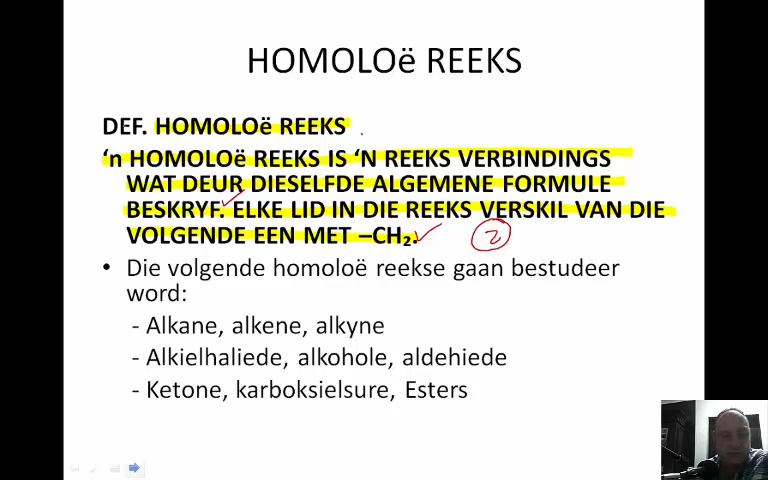 HOMOLOë REEKS
DEF. HOMOLOë REEKS
‘n HOMOLOë REEKS IS ‘N REEKS VERBINDINGS
WAT DEUR DIESELFDE ALGEMENE FORMULE
BESKRYF. ELKE LID IN DIE REEKS VERSKIL VAN DIE
VOLGENDE EEN MET –CH₂. 2
• Die volgende homoloë reekse gaan bestudeer
word:
- Alkane, alkene, alkyne
- Alkielhaliede, alkohole, aldehiede
- Ketone, karboksielsure, Esters